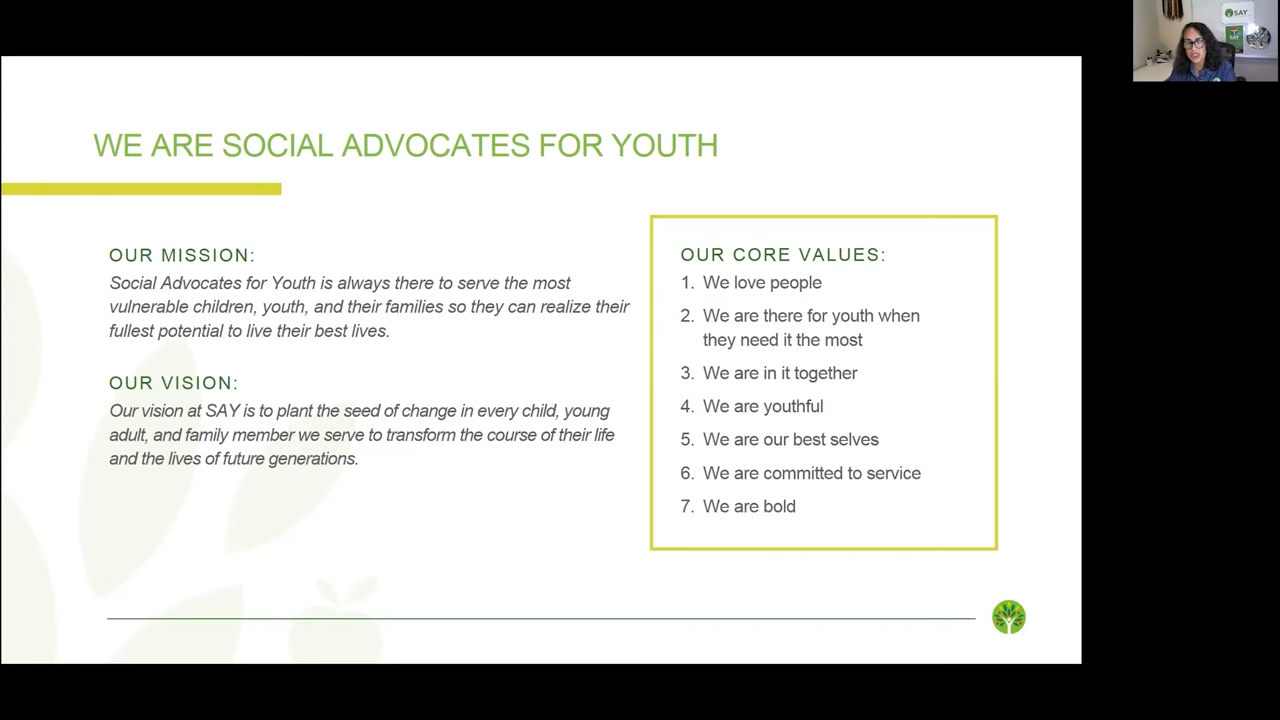 WE ARE SOCIAL ADVOCATES FOR YOUTH
OUR MISSION:
Social Advocates for Youth is always there to serve the most
vulnerable children, youth, and their families so they can realize their
fullest potential to live their best lives.
OUR VISION:
Our vision at SAY is to plant the seed of change in every child, young
adult, and family member we serve to transform the course of their life
and the lives of future generations.
OUR CORE VALUES:
1. We love people
2. We are there for youth when
they need it the most
3. We are in it together
4. We are youthful
5. We are our best selves
6. We are committed to service
7. We are bold
SAY
SAY